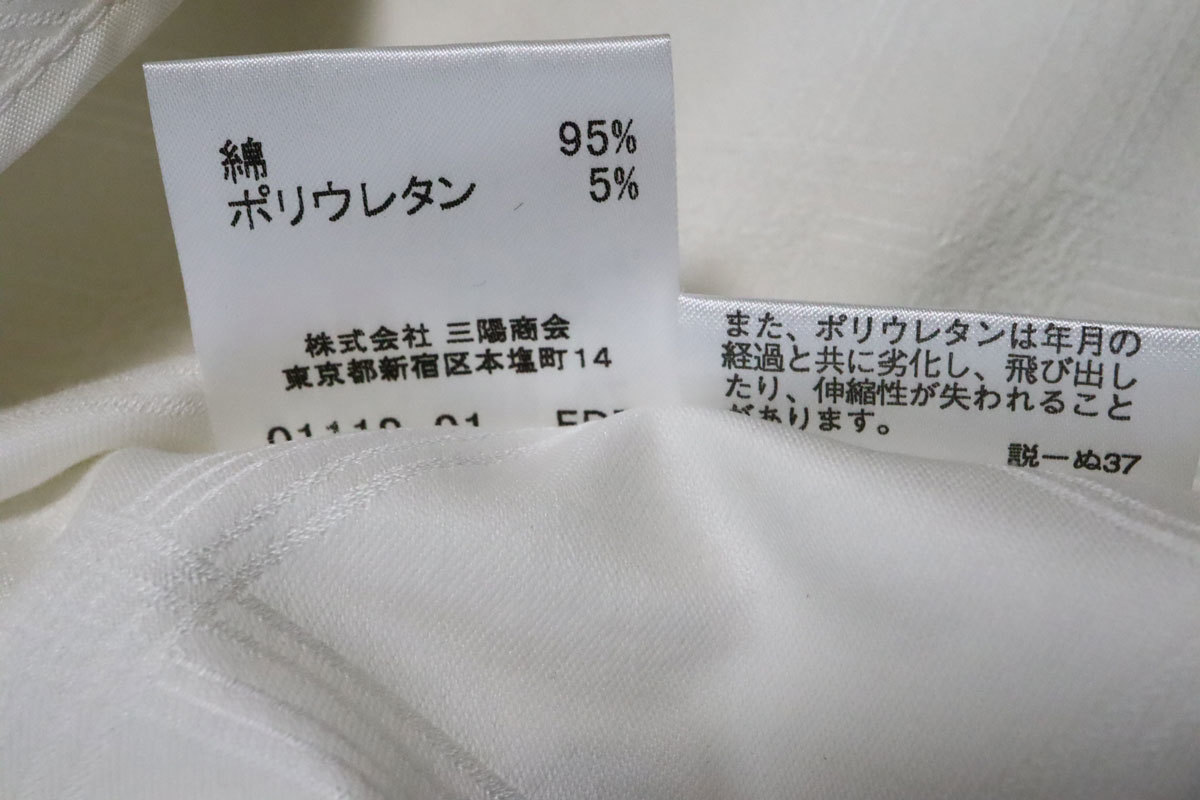 綿 95%
ポリウレタン 5%
株式会社 三陽商会
東京都新宿区本塩町14
また、ポリウレタンは年月の
経過と共に劣化し、飛び出し
たり、伸縮性が失われること
があります。
説ーぬ37